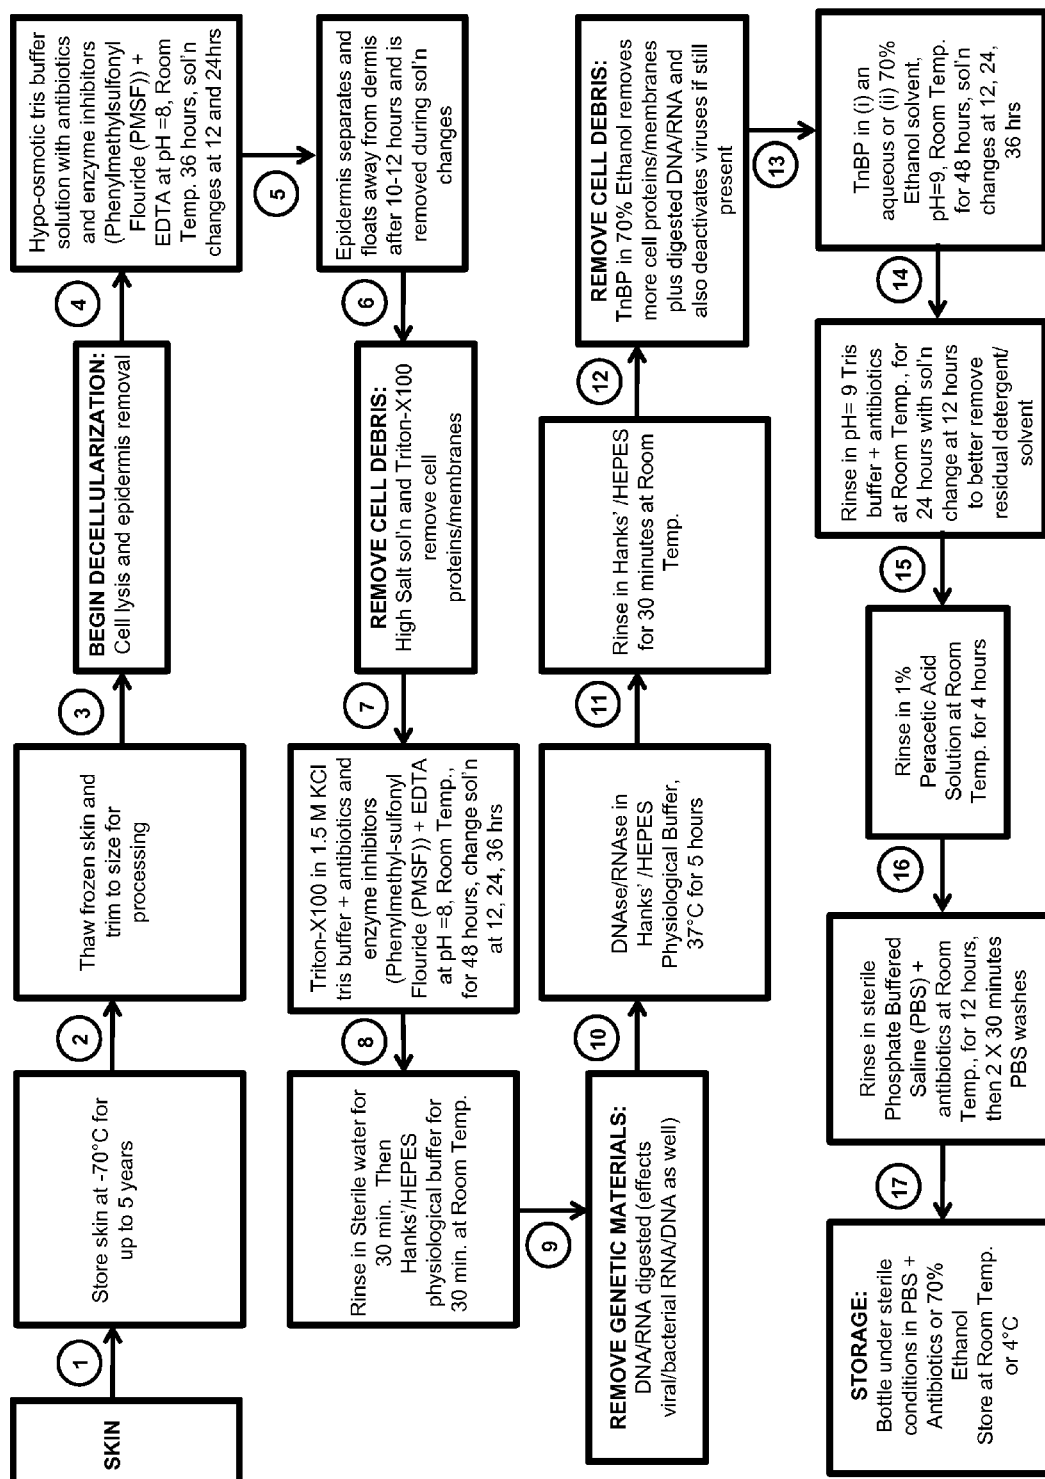 SKIN
1
Store skin at -70°C for
up to 5 years
2
Thaw frozen skin and
trim to size for
processing
3
BEGIN DECELLULARIZATION:
Cell lysis and epidermis removal
4
Hypo-osmotic tris buffer
solution with antibiotics
and enzyme inhibitors
(Phenylmethylsulfonyl
Flouride (PMSF)) +
EDTA at pH =8, Room
Temp. 36 hours, sol'n
changes at 12 and 24hrs
5
Epidermis separates and
floats away from dermis
after 10-12 hours and is
removed during sol'n
changes
6
REMOVE CELL DEBRIS:
High Salt sol'n and Triton-X100
remove cell
proteins/membranes
7
Triton-X100 in 1.5 M KCl
tris buffer + antibiotics and
enzyme inhibitors
(Phenylmethyl-sulfonyl
Flouride (PMSF)) + EDTA
at pH =8, Room Temp.,
for 48 hours, change sol'n
at 12, 24, 36 hrs
8
Rinse in Sterile water for
30 min. Then
Hanks'/HEPES
physiological buffer for
30 min. at Room Temp.
9
REMOVE GENETIC MATERIALS:
DNA/RNA digested (effects
viral/bacterial RNA/DNA as well)
10
DNAse/RNAse in
Hanks' /HEPES
Physiological Buffer,
37°C for 5 hours
11
Rinse in Hanks' /HEPES
for 30 minutes at Room
Temp.
12
REMOVE CELL DEBRIS:
TnBP in 70% Ethanol removes
more cell proteins/membranes
plus digested DNA/RNA and
also deactivates viruses if still
present
13
TnBP in (i) an
aqueous or (ii) 70%
Ethanol solvent,
pH=9, Room Temp.
for 48 hours, sol'n
changes at 12, 24,
36 hrs
14
Rinse in pH= 9 Tris
buffer + antibiotics
at Room Temp., for
24 hours with sol'n
change at 12 hours
to better remove
residual detergent/
solvent
15
Rinse in 1%
Peracetic Acid
Solution at Room
Temp. for 4 hours
16
Rinse in sterile
Phosphate Buffered
Saline (PBS) +
antibiotics at Room
Temp., for 12 hours,
then 2 X 30 minutes
PBS washes
17
STORAGE:
Bottle under sterile
conditions in PBS +
Antibiotics or 70%
Ethanol
Store at Room Temp.
or 4°C